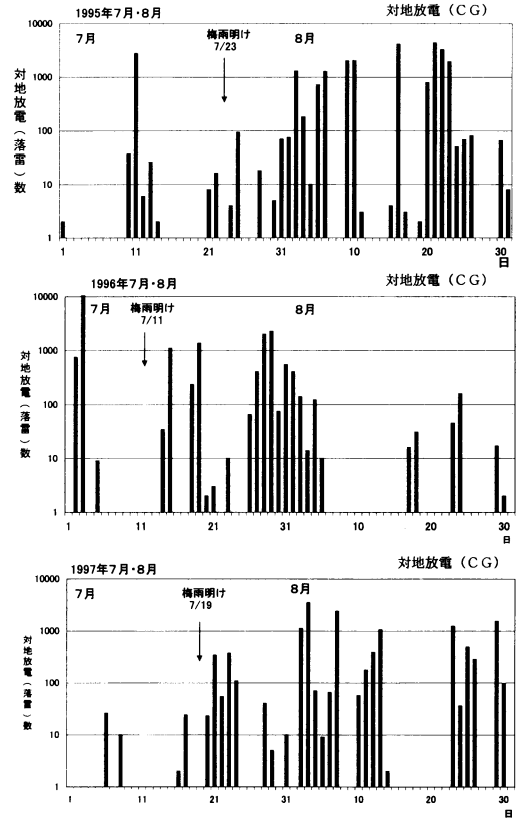 1995年7月・8月
対地放電（CG）
7月
梅雨明け
7/23
8月
対地放電（落雷）数
10000
1000
100
10
1
1
11
21
31
10
20
30
日
1996年7月・8月
対地放電（CG）
7月
梅雨明け
7/11
8月
対地放電（落雷）数
10000
1000
100
10
1
1
11
21
31
10
20
30
日
1997年7月・8月
対地放電（CG）
7月
梅雨明け
7/19
8月
対地放電（落雷）数
10000
1000
100
10
1
1
11
21
31
10
20
30
日